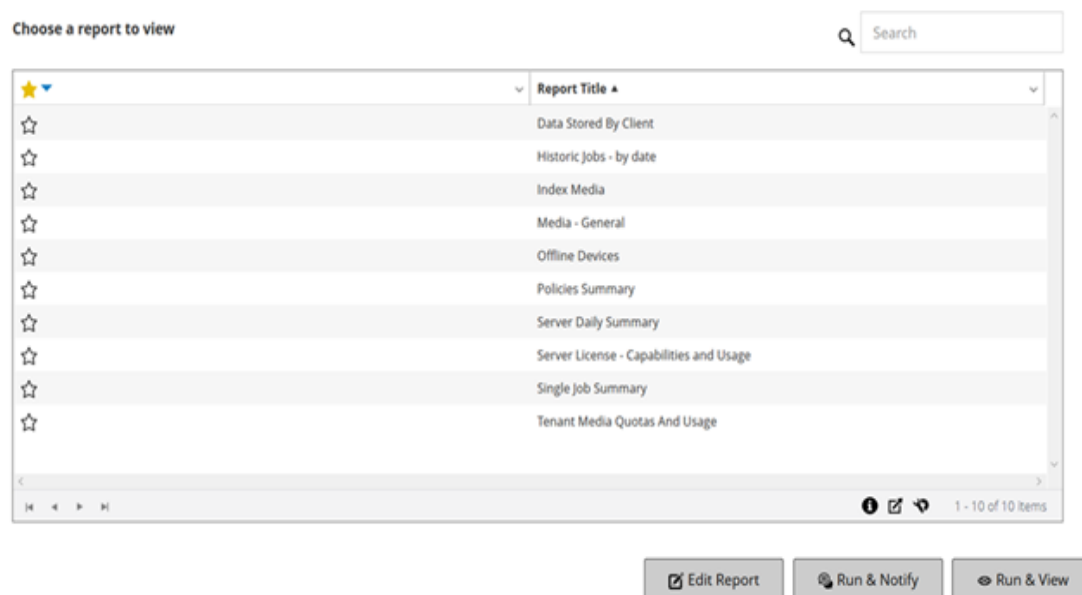 Choose a report to view
Search
Report Title
Data Stored By Client
Historic Jobs - by date
Index Media
Media - General
Offline Devices
Policies Summary
Server Daily Summary
Server License - Capabilities and Usage
Single Job Summary
Tenant Media Quotas And Usage
1 - 10 of 10 items
Edit Report
Run & Notify
Run & View